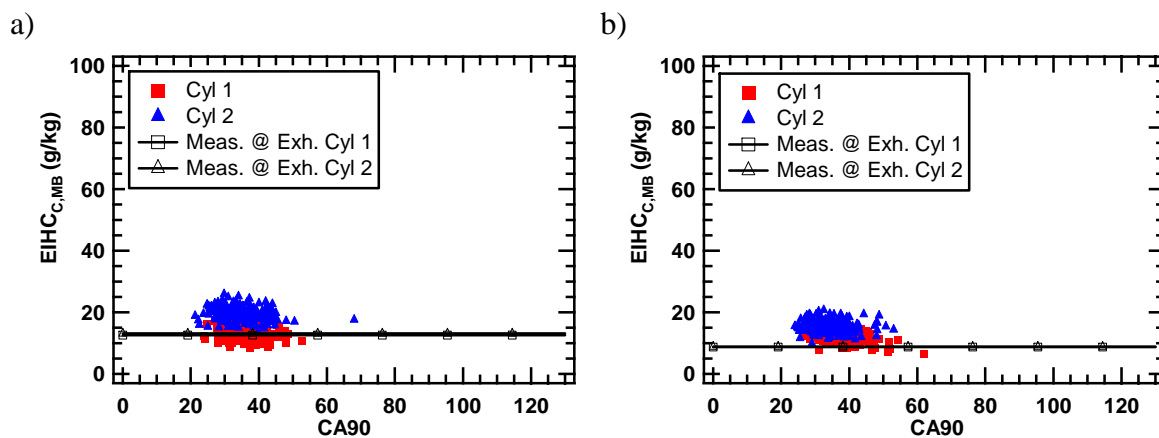 a)
100
80
60
40
20
0
EIHC_C,MB (g/kg)
Cyl 1
Cyl 2
Meas. @ Exh. Cyl 1
Meas. @ Exh. Cyl 2
0 20 40 60 80 100 120
CA90
b)
100
80
60
40
20
0
EIHC_C,MB (g/kg)
Cyl 1
Cyl 2
Meas. @ Exh. Cyl 1
Meas. @ Exh. Cyl 2
0 20 40 60 80 100 120
CA90